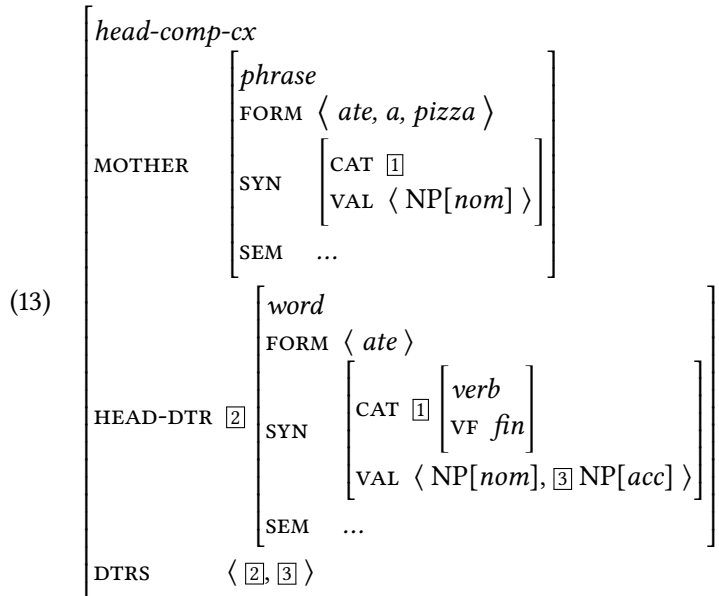 head-comp-cx
phrase
FORM ⟨ ate, a, pizza ⟩
MOTHER
SYN
CAT 1
VAL ⟨ NP[nom] ⟩
SEM ...
(13)
word
FORM ⟨ ate ⟩
HEAD-DTR 2
SYN
CAT 1
verb
VF fin
VAL ⟨ NP[nom], 3 NP[acc] ⟩
SEM ...
DTRS ⟨ 2, 3 ⟩